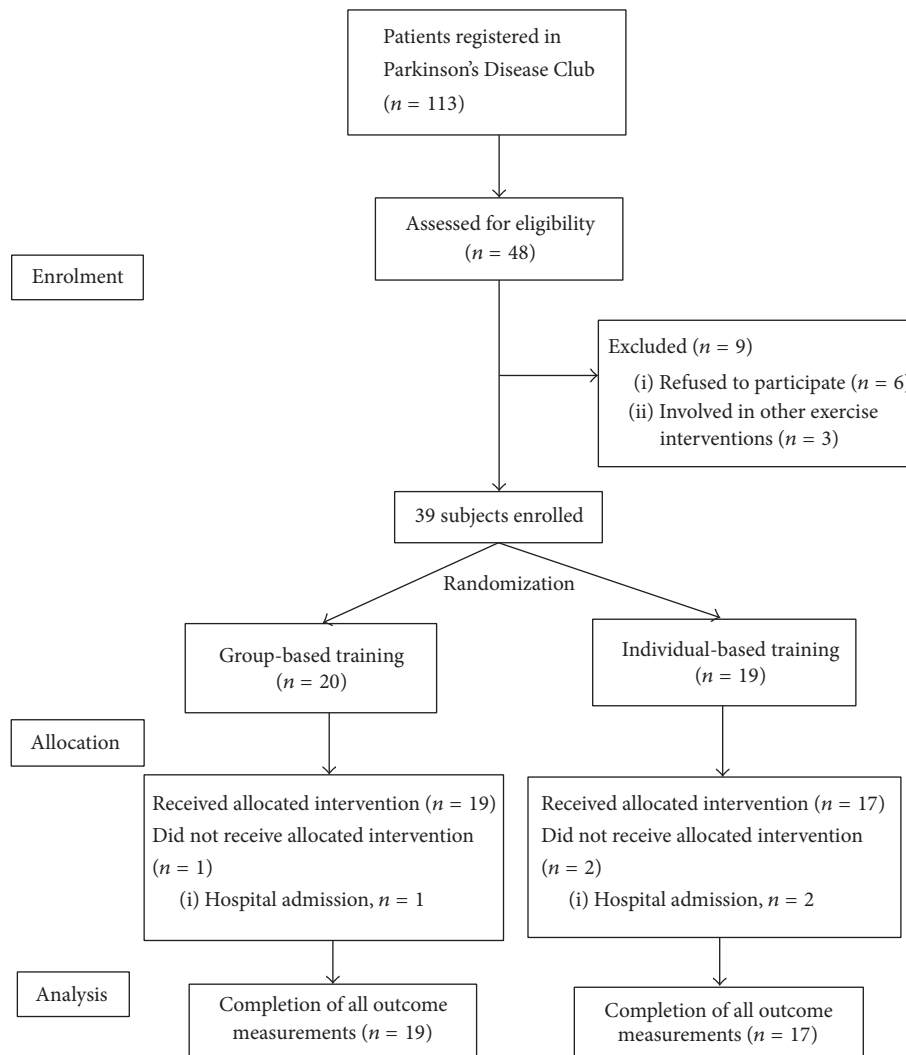 Patients registered in
Parkinson's Disease Club
(n = 113)
Assessed for eligibility
(n = 48)
Enrolment
Excluded (n = 9)
(i) Refused to participate (n = 6)
(ii) Involved in other exercise
interventions (n = 3)
39 subjects enrolled
Randomization
Group-based training
(n = 20)
Individual-based training
(n = 19)
Allocation
Received allocated intervention (n = 19)
Did not receive allocated intervention
(n = 1)
(i) Hospital admission, n = 1
Received allocated intervention (n = 17)
Did not receive allocated intervention
(n = 2)
(i) Hospital admission, n = 2
Analysis
Completion of all outcome
measurements (n = 19)
Completion of all outcome
measurements (n = 17)